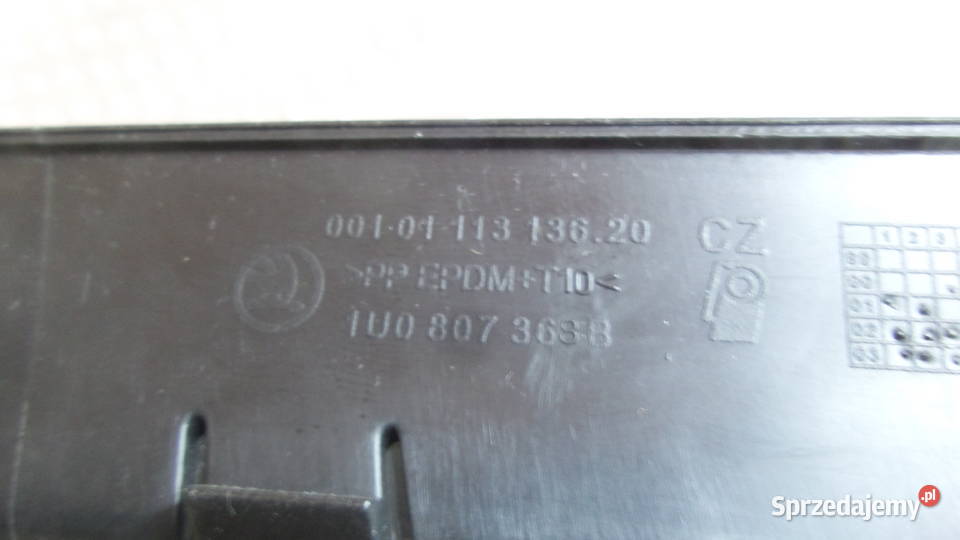 001.01 113 136.20
CZ
>PP EPDM+T10<
1U0 807 368 B
1 2 3
99
00
01
02
03
Sprzedajemy.pl